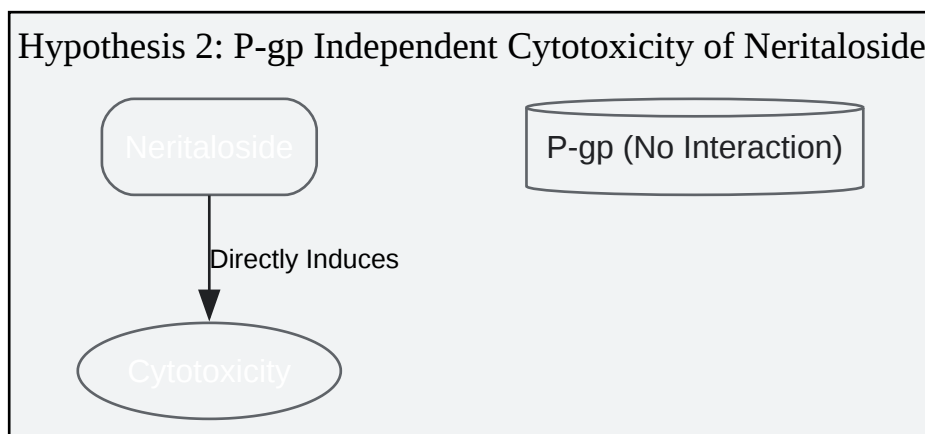 Hypothesis 2: P-gp Independent Cytotoxicity of Neritaloside
Neritaloside
P-gp (No Interaction)
Directly Induces
Cytotoxicity